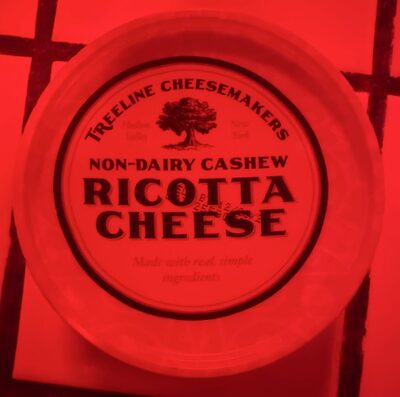 TREELINE CHEESEMAKERS
Hudson Valley
New York
NON-DAIRY CASHEW
RICOTTA
CHEESE
Made with real, simple
ingredients